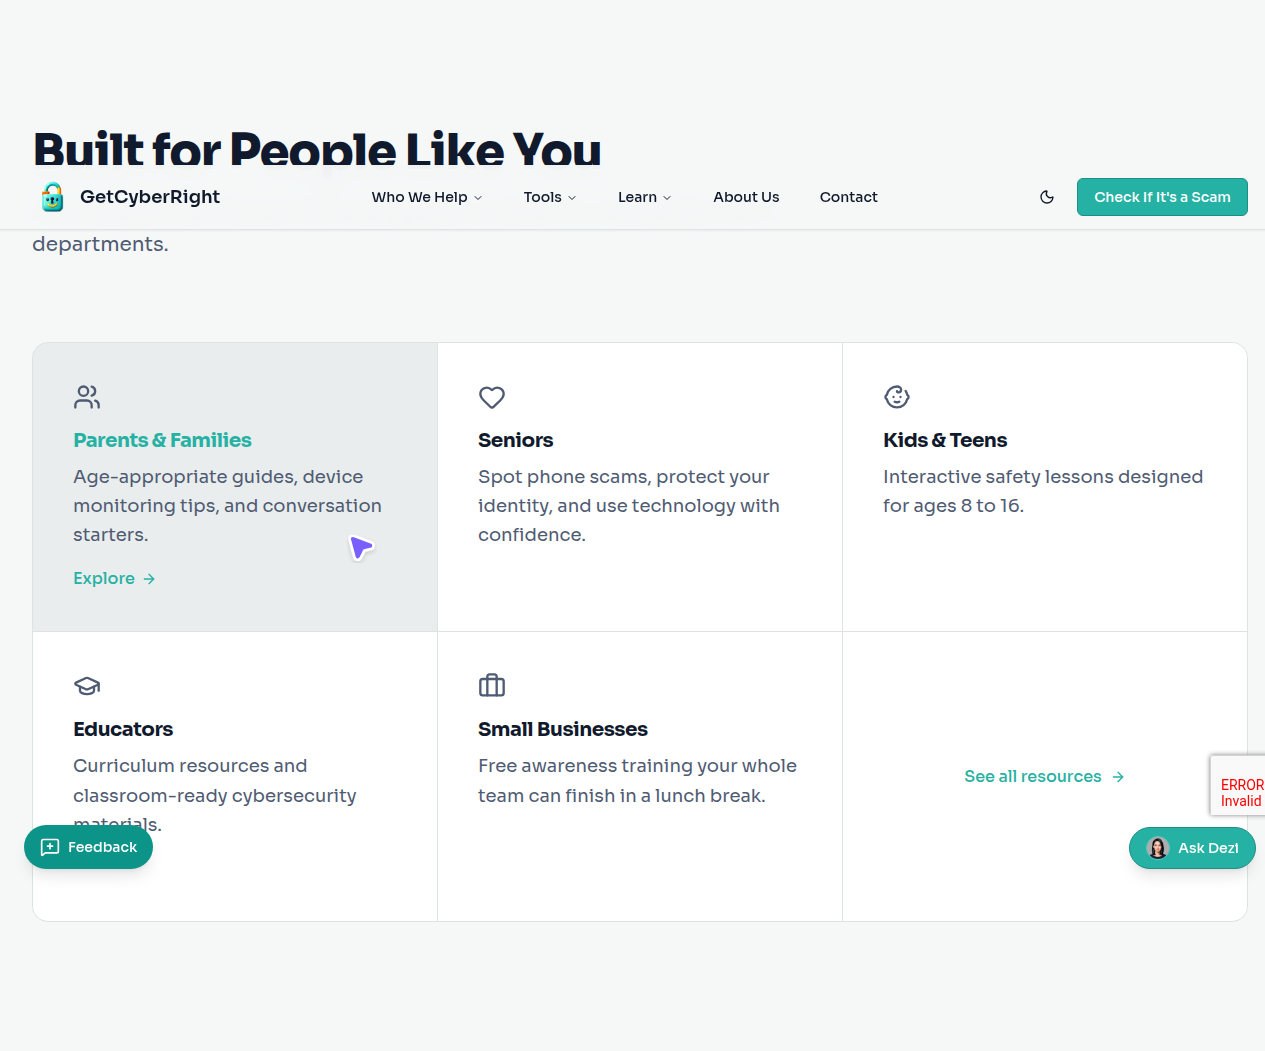 Built for People Like You
GetCyberRight
Who We Help
Tools
Learn
About Us
Contact
Check If It's a Scam
departments.
Parents & Families
Age-appropriate guides, device
monitoring tips, and conversation
starters.
Explore
Seniors
Spot phone scams, protect your
identity, and use technology with
confidence.
Kids & Teens
Interactive safety lessons designed
for ages 8 to 16.
Educators
Curriculum resources and
classroom-ready cybersecurity
materials.
Small Businesses
Free awareness training your whole
team can finish in a lunch break.
See all resources
ERROR
Invalid
Feedback
Ask Dezi